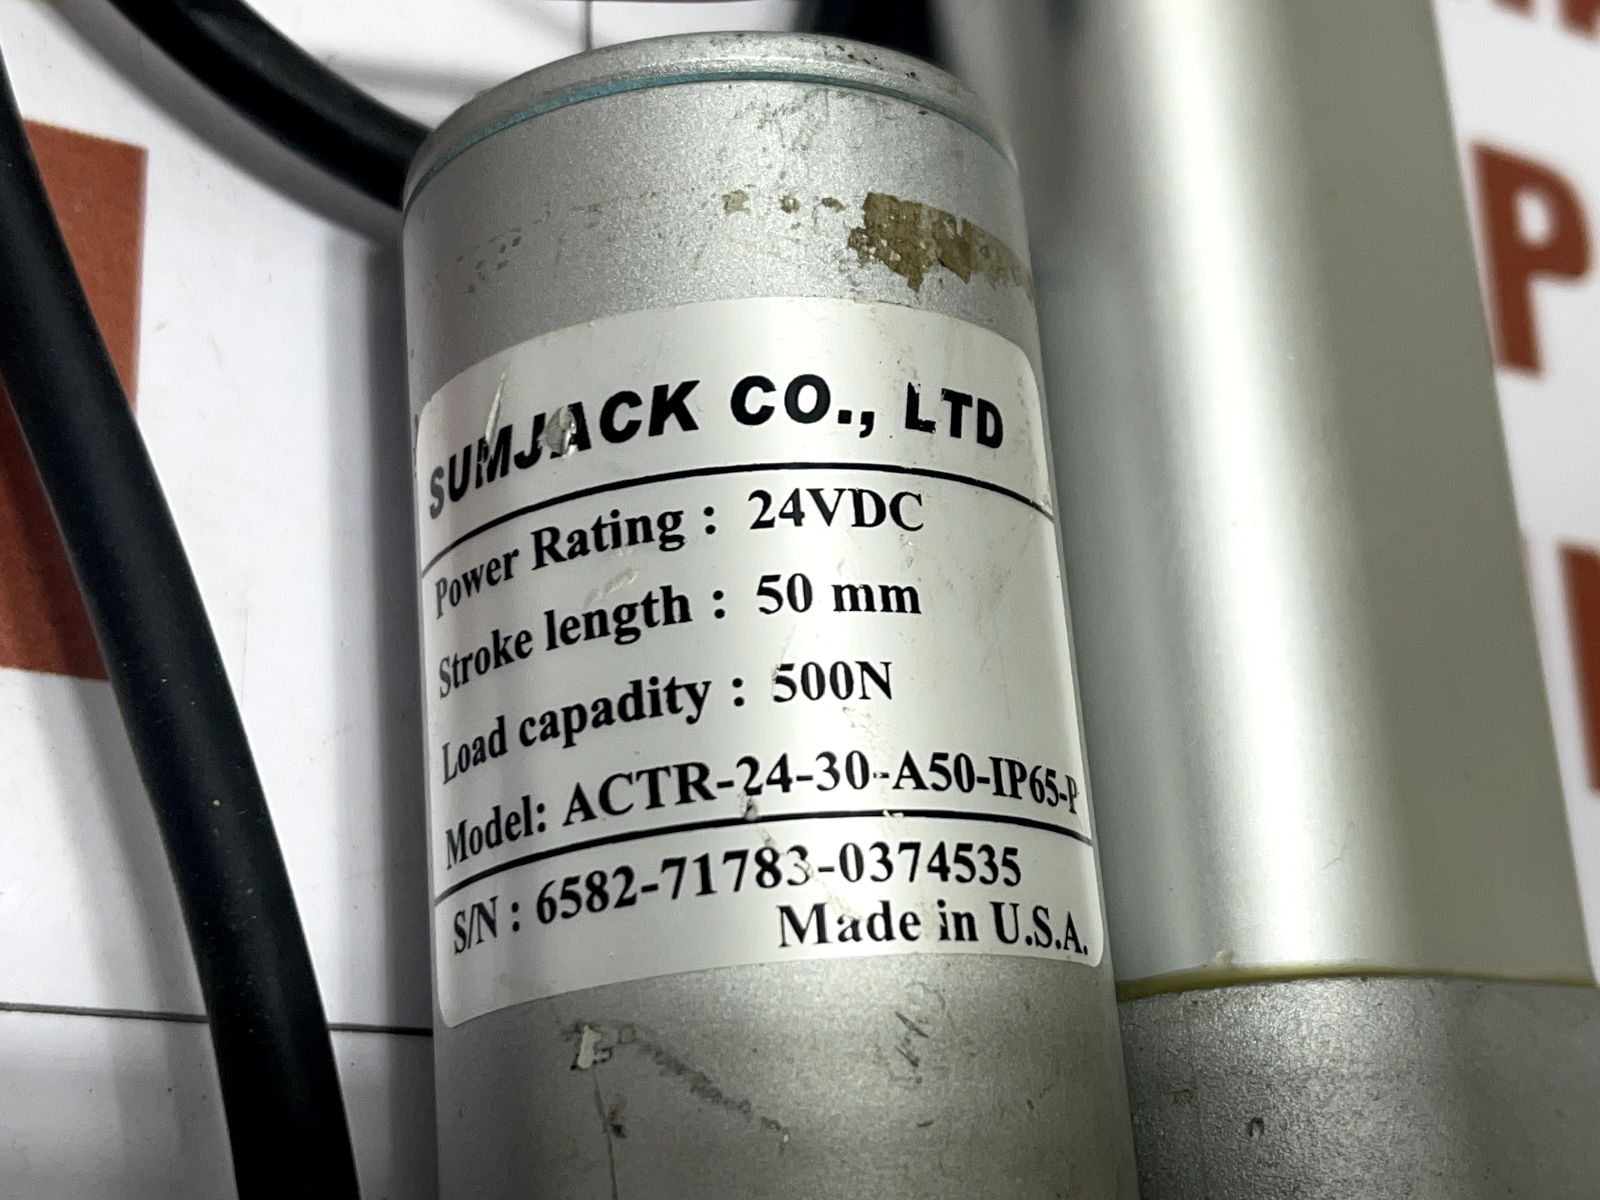 SUMJACK CO., LTD
Power Rating : 24VDC
Stroke length : 50 mm
Load capadity : 500N
Model: ACTR-24-30-A50-IP65-P
S/N : 6582-71783-0374535
Made in U.S.A.
P